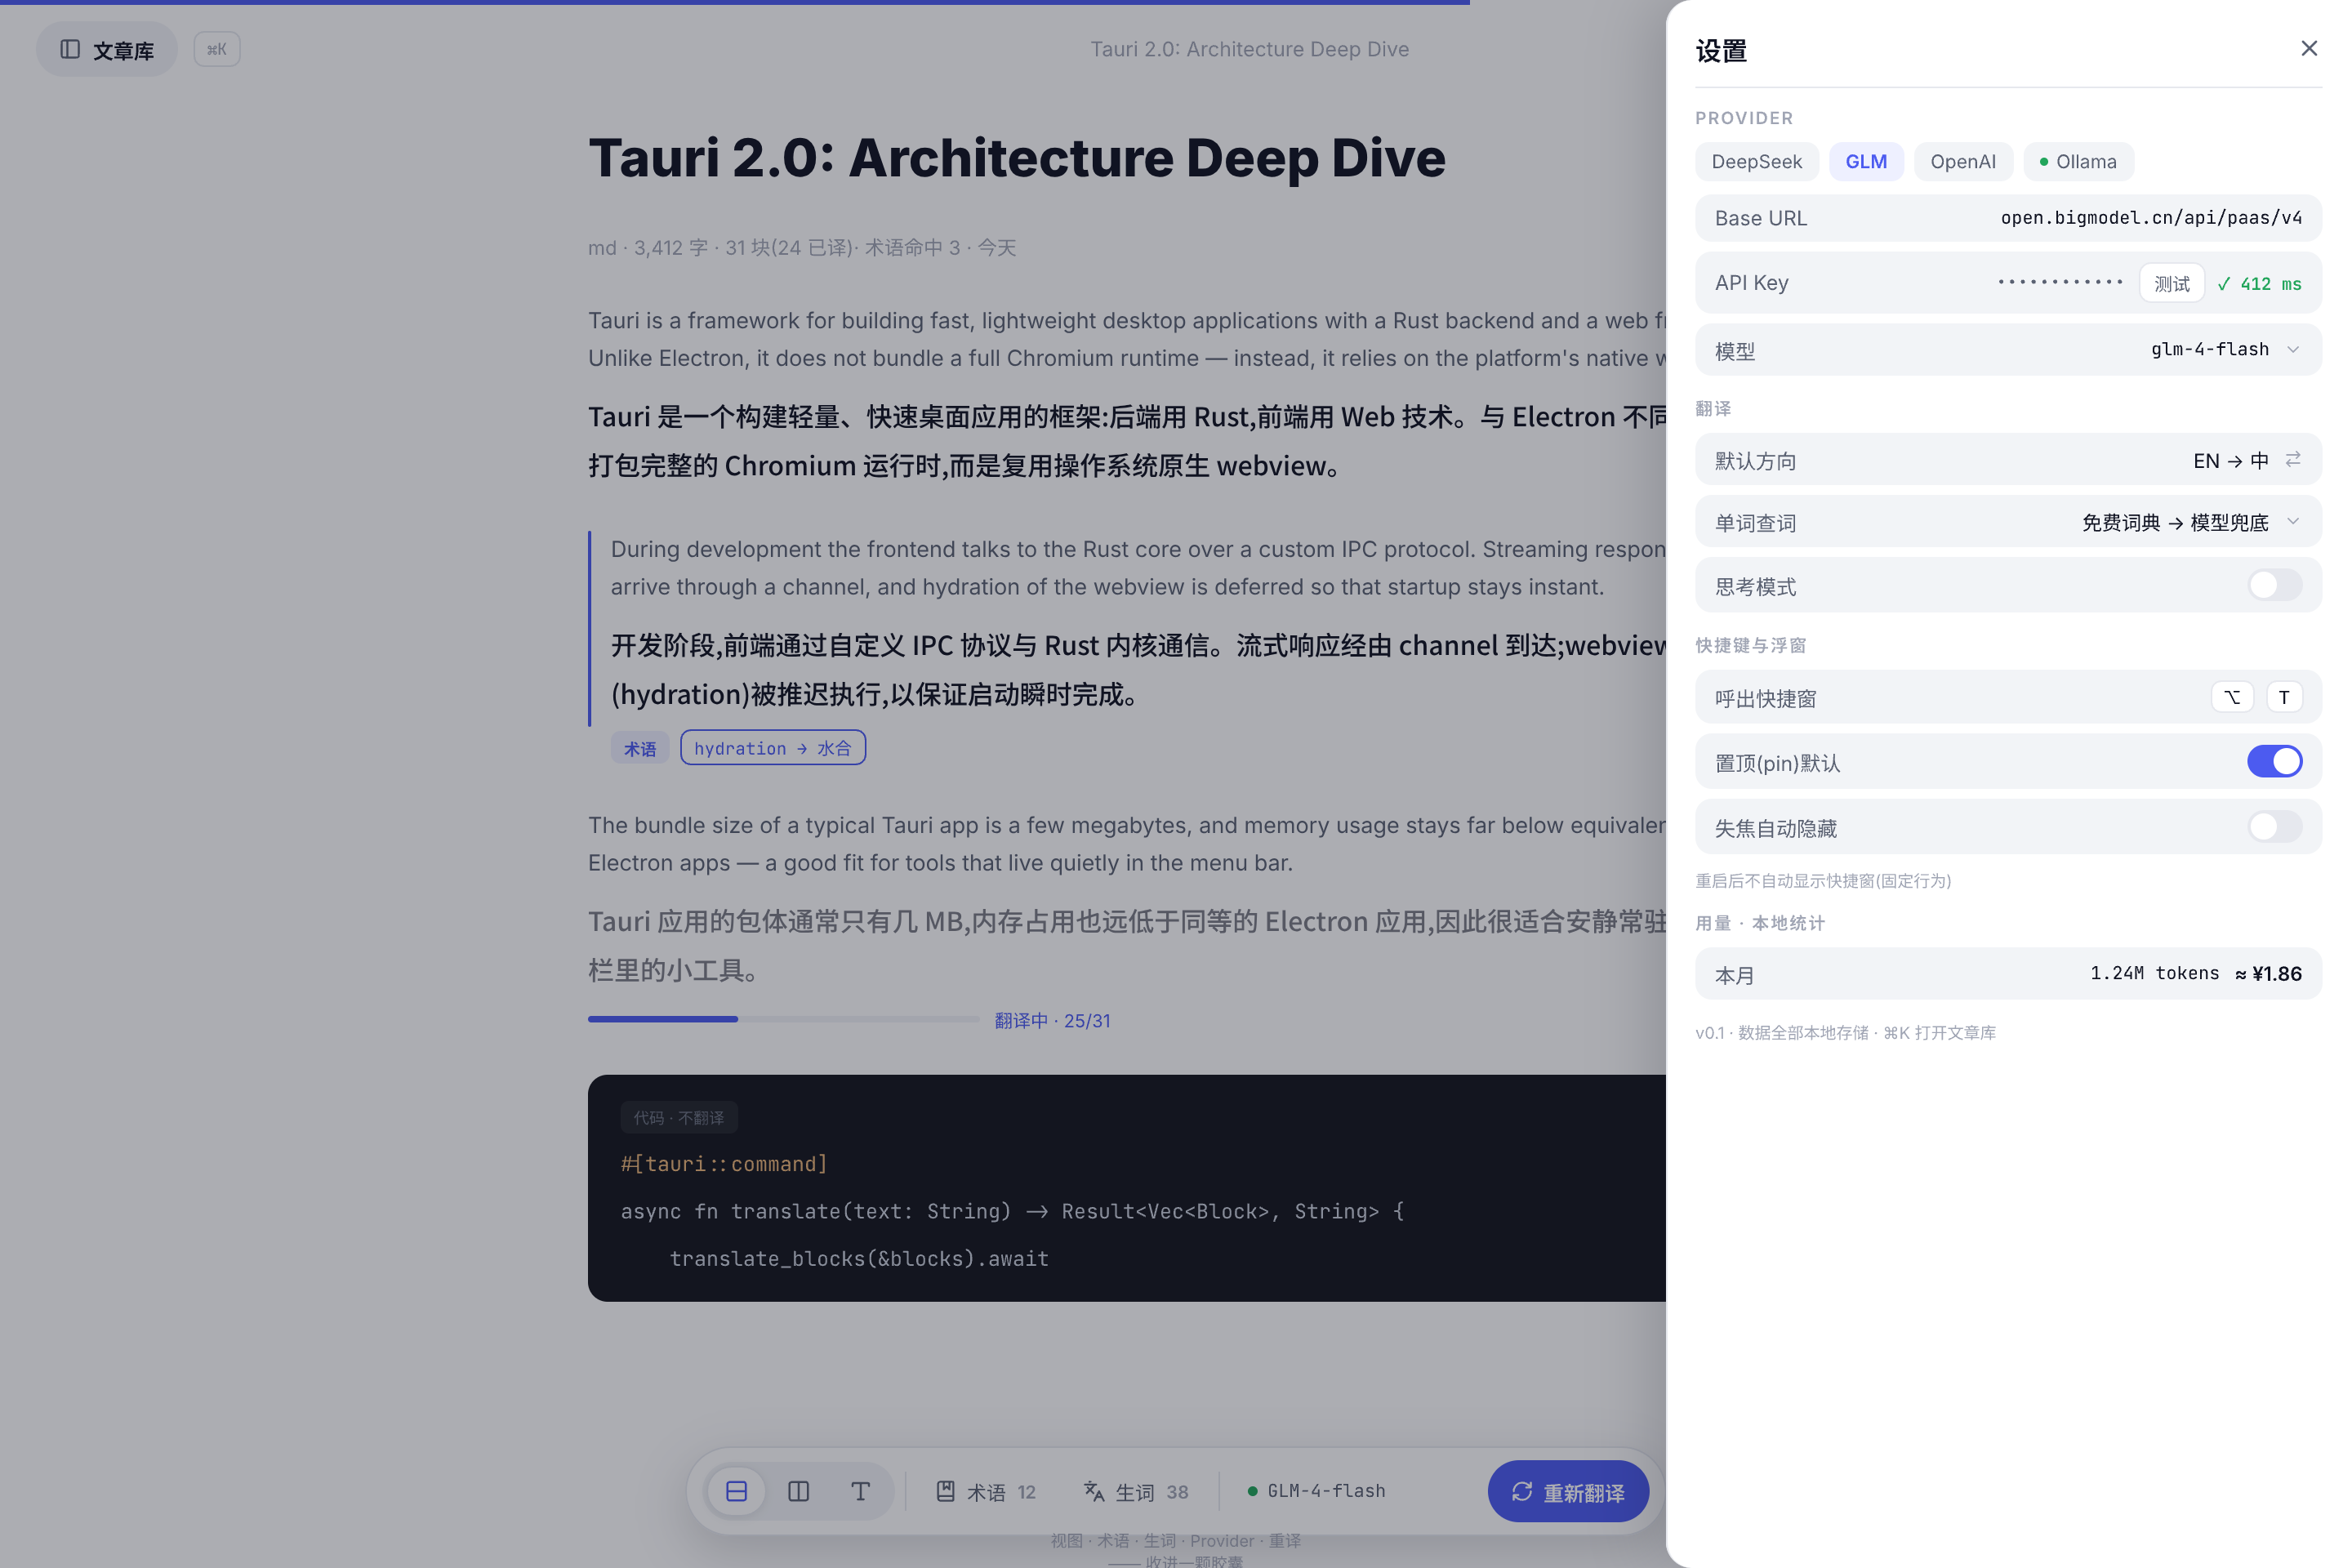 文章库 ⌘K
Tauri 2.0: Architecture Deep Dive
Tauri 2.0: Architecture Deep Dive
md · 3,412 字 · 31 块(24 已译)· 术语命中 3 · 今天
Tauri is a framework for building fast, lightweight desktop applications with a Rust backend and a web
Unlike Electron, it does not bundle a full Chromium runtime — instead, it relies on the platform's native
Tauri 是一个构建轻量、快速桌面应用的框架:后端用 Rust,前端用 Web 技术。与 Electron 不同
打包完整的 Chromium 运行时,而是复用操作系统原生 webview。
During development the frontend talks to the Rust core over a custom IPC protocol. Streaming respon
arrive through a channel, and hydration of the webview is deferred so that startup stays instant.
开发阶段,前端通过自定义 IPC 协议与 Rust 内核通信。流式响应经由 channel 到达;webview
(hydration)被推迟执行,以保证启动瞬时完成。
术语 hydration → 水合
The bundle size of a typical Tauri app is a few megabytes, and memory usage stays far below equivalen
Electron apps — a good fit for tools that live quietly in the menu bar.
Tauri 应用的包体通常只有几 MB,内存占用也远低于同等的 Electron 应用,因此很适合安静常驻
栏里的小工具。
翻译中 · 25/31
代码 · 不翻译
#[tauri::command]
async fn translate(text: String) -> Result<Vec<Block>, String> {
translate_blocks(&blocks).await
术语 12 生词 38 GLM-4-flash 重新翻译
视图 · 术语 · 生词 · Provider · 重译
—— 收进一颗胶囊
设置
PROVIDER
DeepSeek GLM OpenAI Ollama
Base URL open.bigmodel.cn/api/paas/v4
API Key •••••••••••• 测试 ✓ 412 ms
模型 glm-4-flash
翻译
默认方向 EN → 中
单词查词 免费词典 → 模型兜底
思考模式
快捷键与浮窗
呼出快捷窗 ⌥ T
置顶(pin)默认
失焦自动隐藏
重启后不自动显示快捷窗(固定行为)
用量 · 本地统计
本月 1.24M tokens ≈ ¥1.86
v0.1 · 数据全部本地存储 · ⌘K 打开文章库